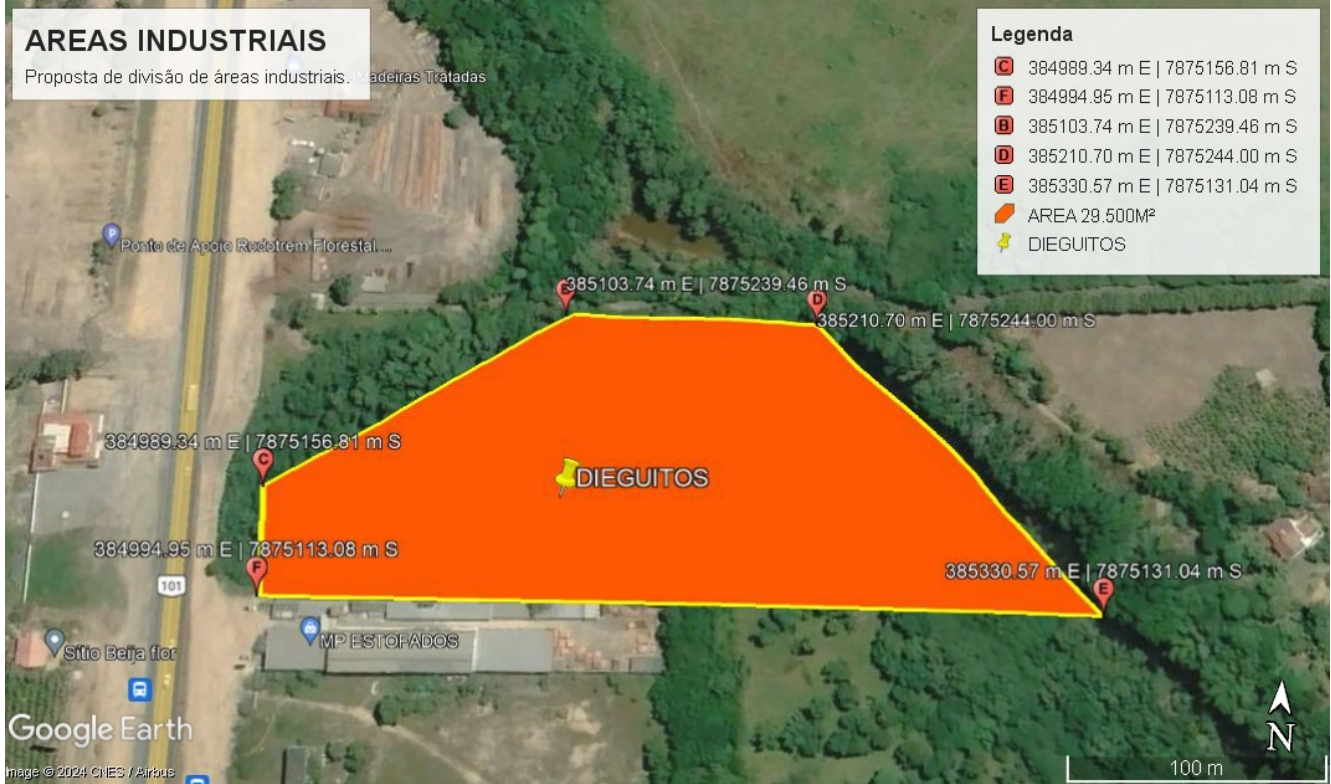 AREAS INDUSTRIAIS
Proposta de divisão de áreas industriais.
Madeiras Tratadas
Legenda
C 384989.34 m E | 7875156.81 m S
F 384994.95 m E | 7875113.08 m S
B 385103.74 m E | 7875239.46 m S
D 385210.70 m E | 7875244.00 m S
E 385330.57 m E | 7875131.04 m S
AREA 29.500M²
DIEGUITOS
P Ponto de Apoio Rodotrem Florestal...
B 385103.74 m E | 7875239.46 m S
D
385210.70 m E | 7875244.00 m S
384989.34 m E | 7875156.81 m S
C
DIEGUITOS
384994.95 m E | 7875113.08 m S
F
385330.57 m E | 7875131.04 m S
E
101
MP ESTOFADOS
Sítio Beija flor
Google Earth
Image © 2024 CNES / Airbus
N
100 m